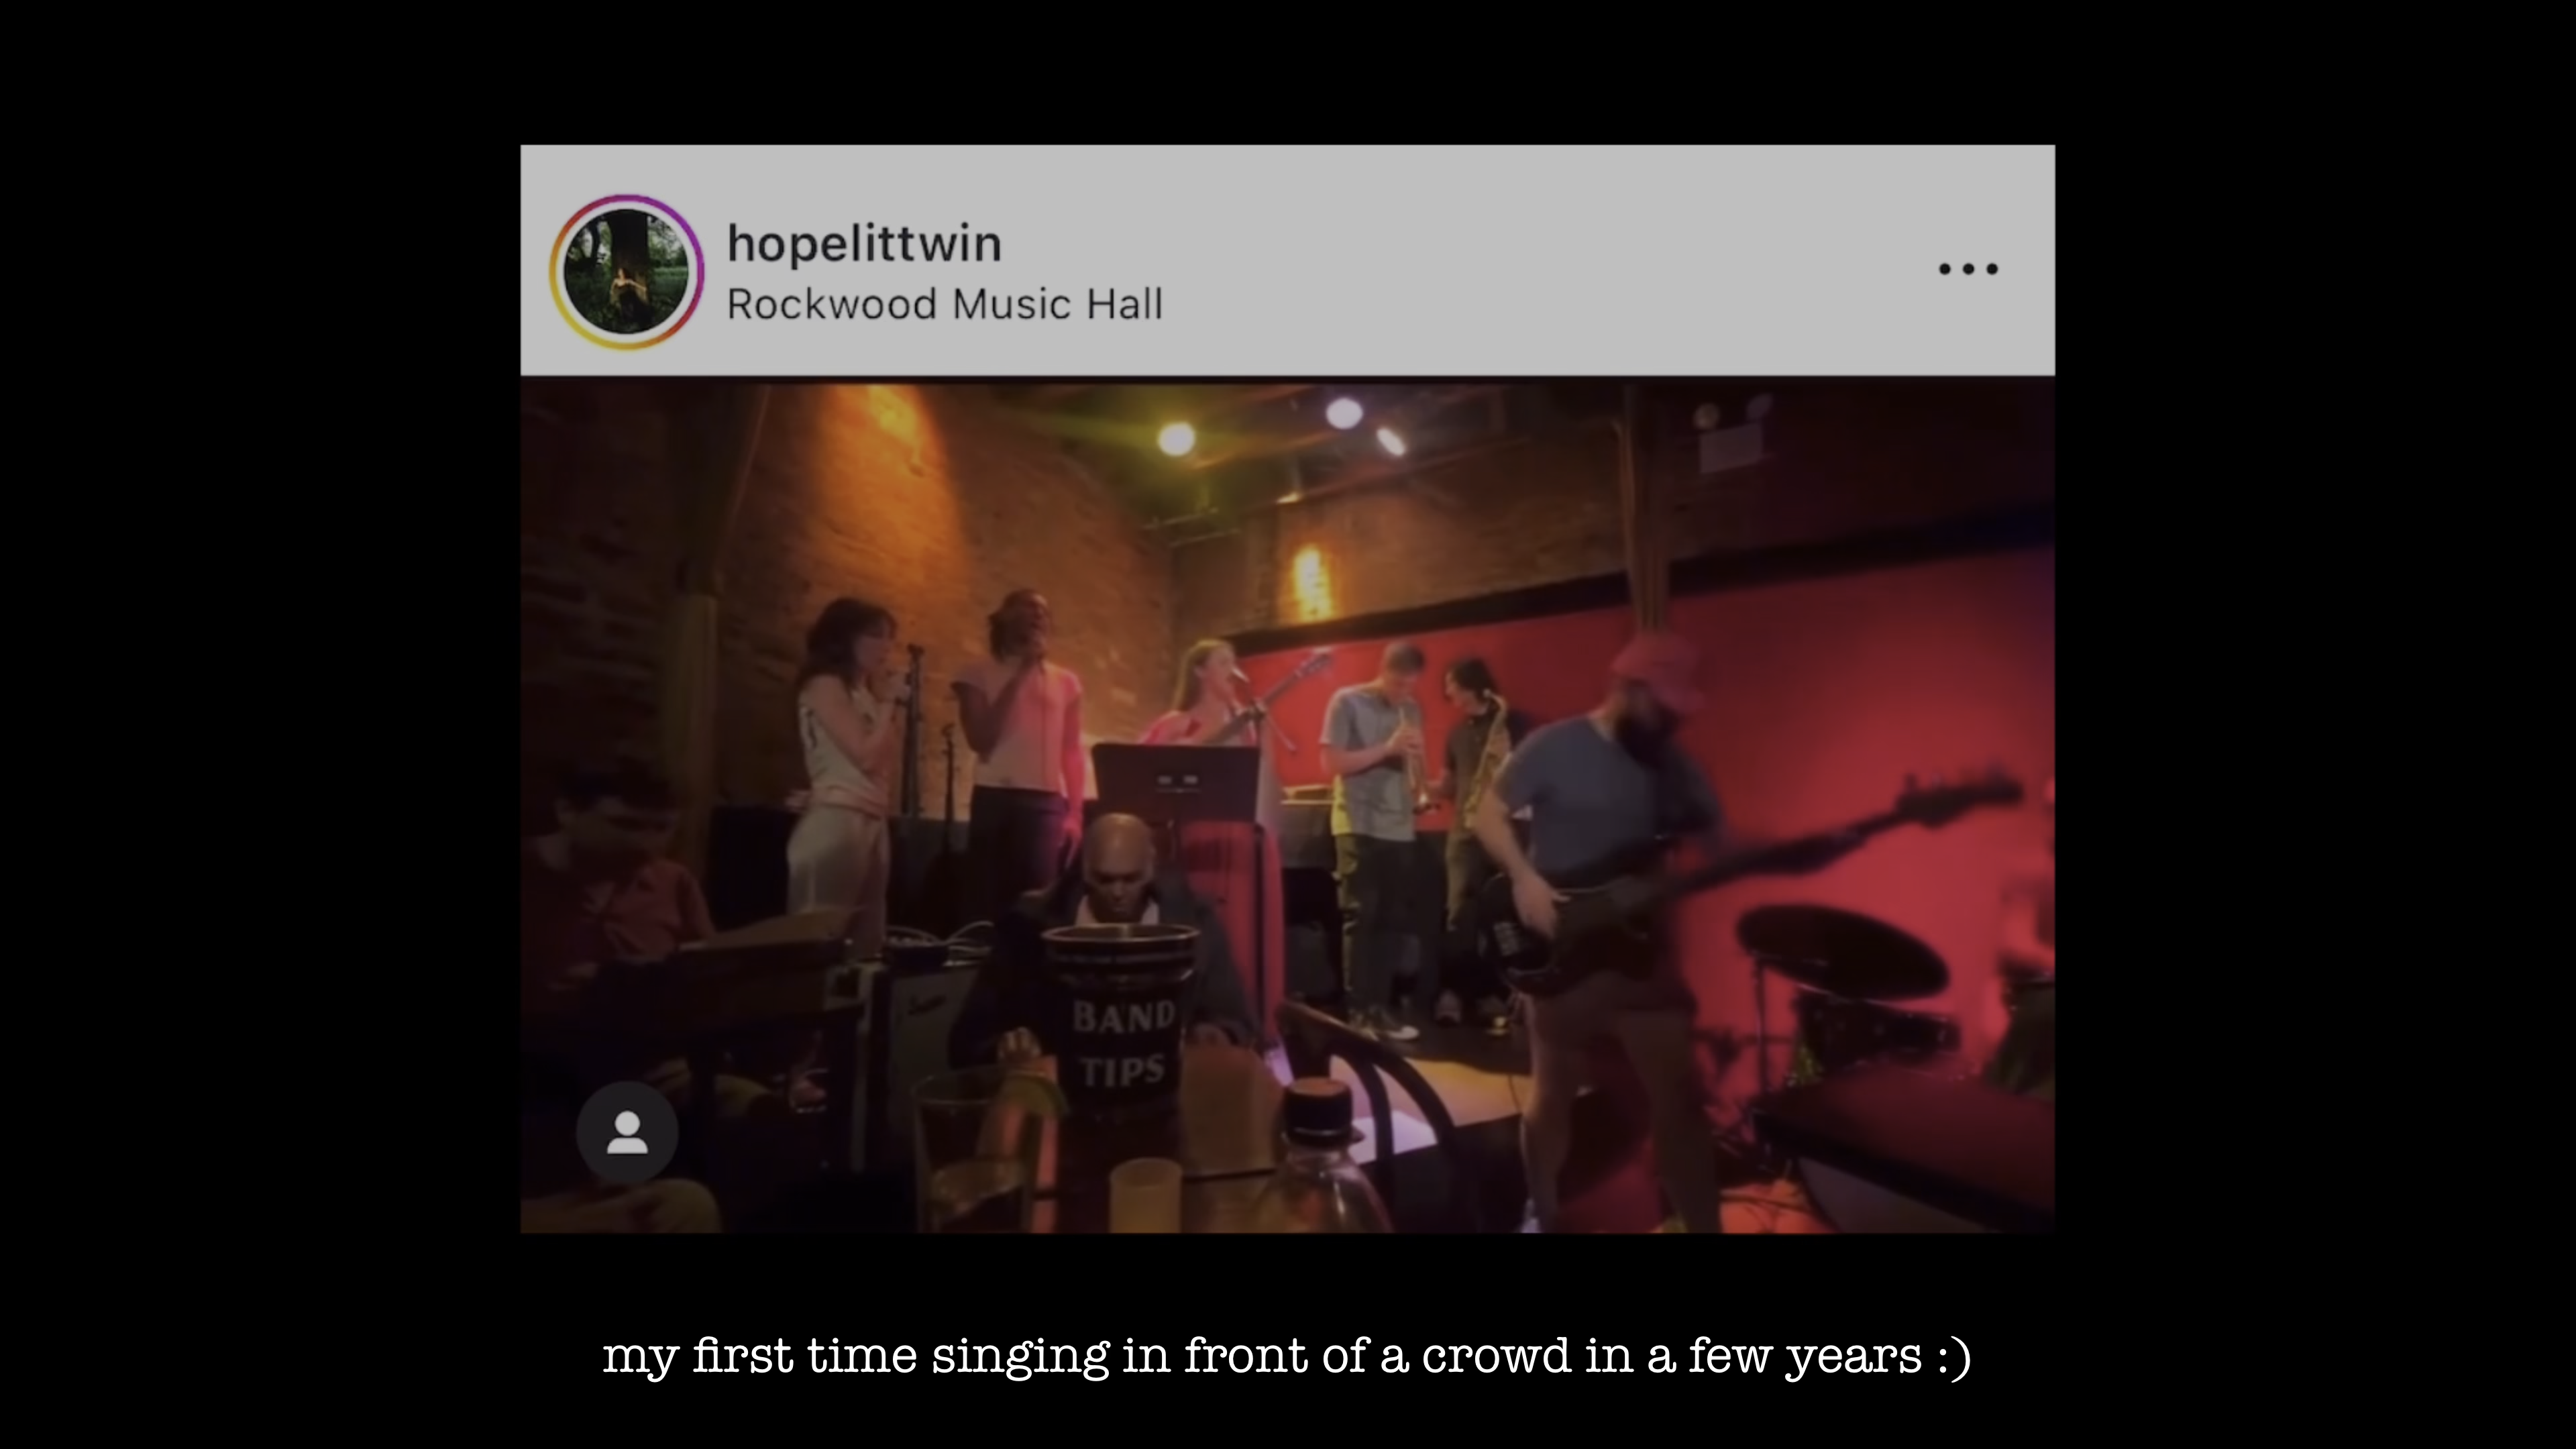 hopelittwin
Rockwood Music Hall
BAND
TIPS
my first time singing in front of a crowd in a few years :)